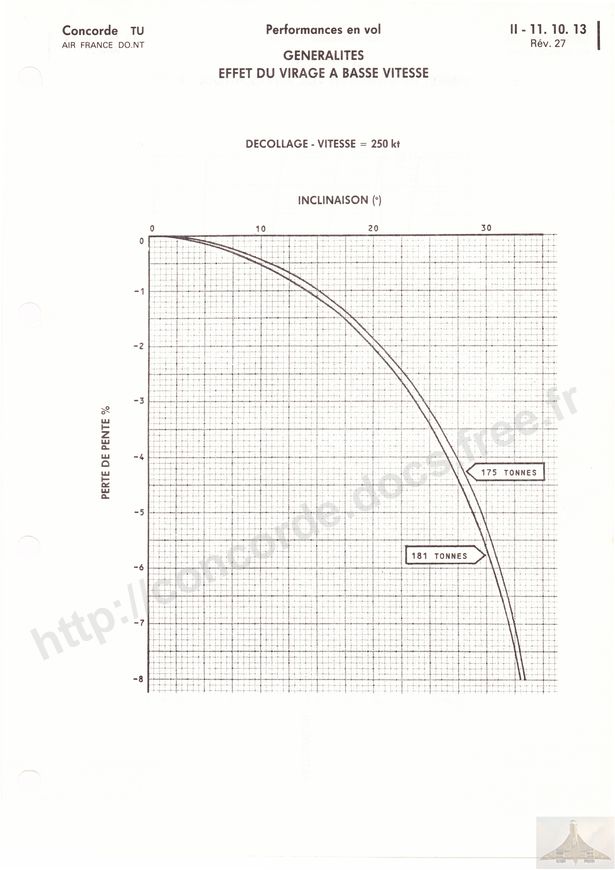 Concorde TU
AIR FRANCE DO.NT
Performances en vol
II - 11. 10. 13
Rév. 27
GENERALITES
EFFET DU VIRAGE A BASSE VITESSE
DECOLLAGE - VITESSE = 250 kt
INCLINAISON (°)
0 10 20 30
0
-1
-2
-3
-4
-5
-6
-7
-8
PERTE DE PENTE %
175 TONNES
181 TONNES
http://concorde.docs.free.fr